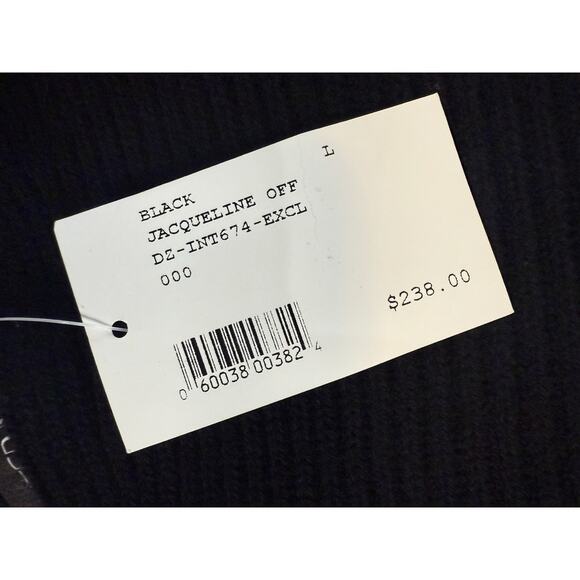 L
BLACK
JACQUELINE OFF
DZ-INT674-EXCL
000
$238.00
0 60038 00382 4